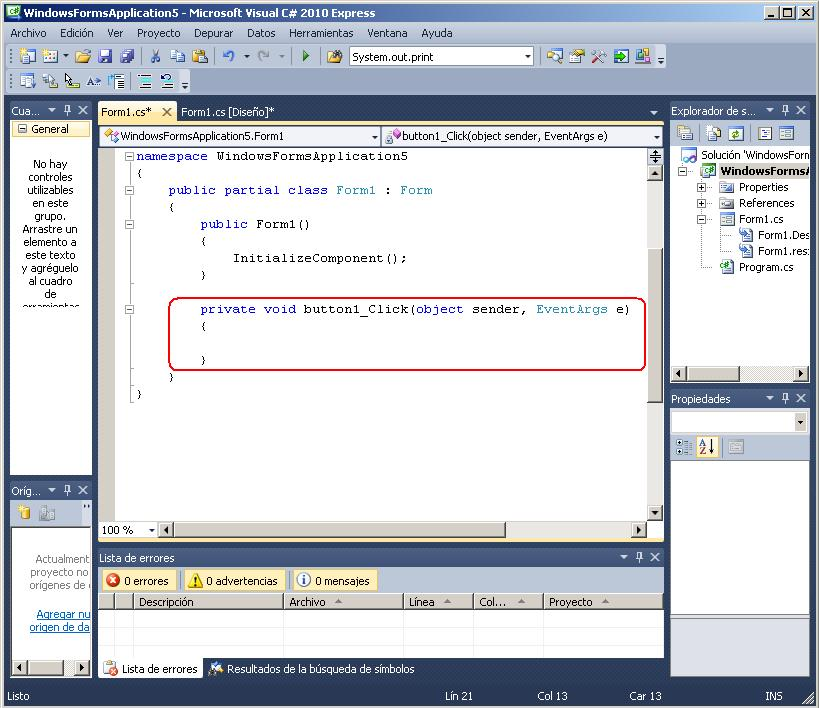 WindowsFormsApplication5 - Microsoft Visual C# 2010 Express
Archivo Edición Ver Proyecto Depurar Datos Herramientas Ventana Ayuda
System.out.print
Cua...
General
No hay
controles
utilizables
en este
grupo.
Arrastre un
elemento a
este texto
y agréguelo
al cuadro
de
Oríg...
Actualment
proyecto no
orígenes de
Agregar nu
origen de da
Form1.cs* Form1.cs [Diseño]*
WindowsFormsApplication5.Form1 button1_Click(object sender, EventArgs e)
namespace WindowsFormsApplication5
{
public partial class Form1 : Form
{
public Form1()
{
InitializeComponent();
}
private void button1_Click(object sender, EventArgs e)
{
}
}
}
100 %
Lista de errores
0 errores 0 advertencias 0 mensajes
Descripción Archivo Línea Col... Proyecto
Lista de errores Resultados de la búsqueda de símbolos
Explorador de s...
Solución 'WindowsForm
WindowsFormsA
Properties
References
Form1.cs
Form1.Des
Form1.res
Program.cs
Propiedades
Listo Lín 21 Col 13 Car 13 INS